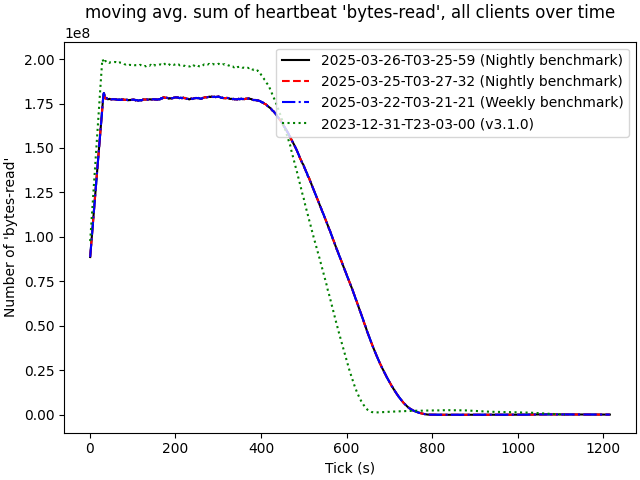 moving avg. sum of heartbeat 'bytes-read', all clients over time
1e8
2025-03-26-T03-25-59 (Nightly benchmark)
2025-03-25-T03-27-32 (Nightly benchmark)
2025-03-22-T03-21-21 (Weekly benchmark)
2023-12-31-T23-03-00 (v3.1.0)
2.00
1.75
1.50
1.25
1.00
0.75
0.50
0.25
0.00
Number of 'bytes-read'
0 200 400 600 800 1000 1200
Tick (s)